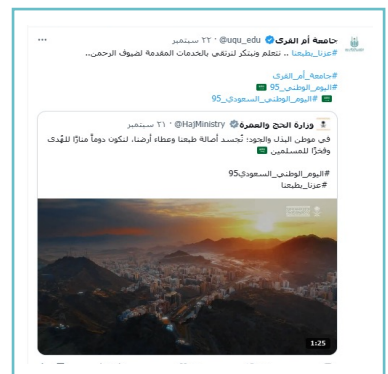 جامعة أم القرى @uqu_edu · ٢٢ سبتمبر
#عزنا_بطبعنا .. نتعلم ونبتكر لنرتقي بالخدمات المقدمة لضيوف الرحمن..
#جامعة_أم_القرى
#اليوم_الوطني_95 🇸🇦
🇸🇦 #اليوم_الوطني_السعودي_95
وزارة الحج والعمرة @HajMinistry · ٢١ سبتمبر
في موطن البذل والجود؛ تُجسد أصالة طبعنا وعطاء أرضنا، لنكون دوماً منارًا للهُدى
وفخرًا للمسلمين 🇸🇦
#اليوم_الوطني_السعودي95
#عزنا_بطبعنا
1:25